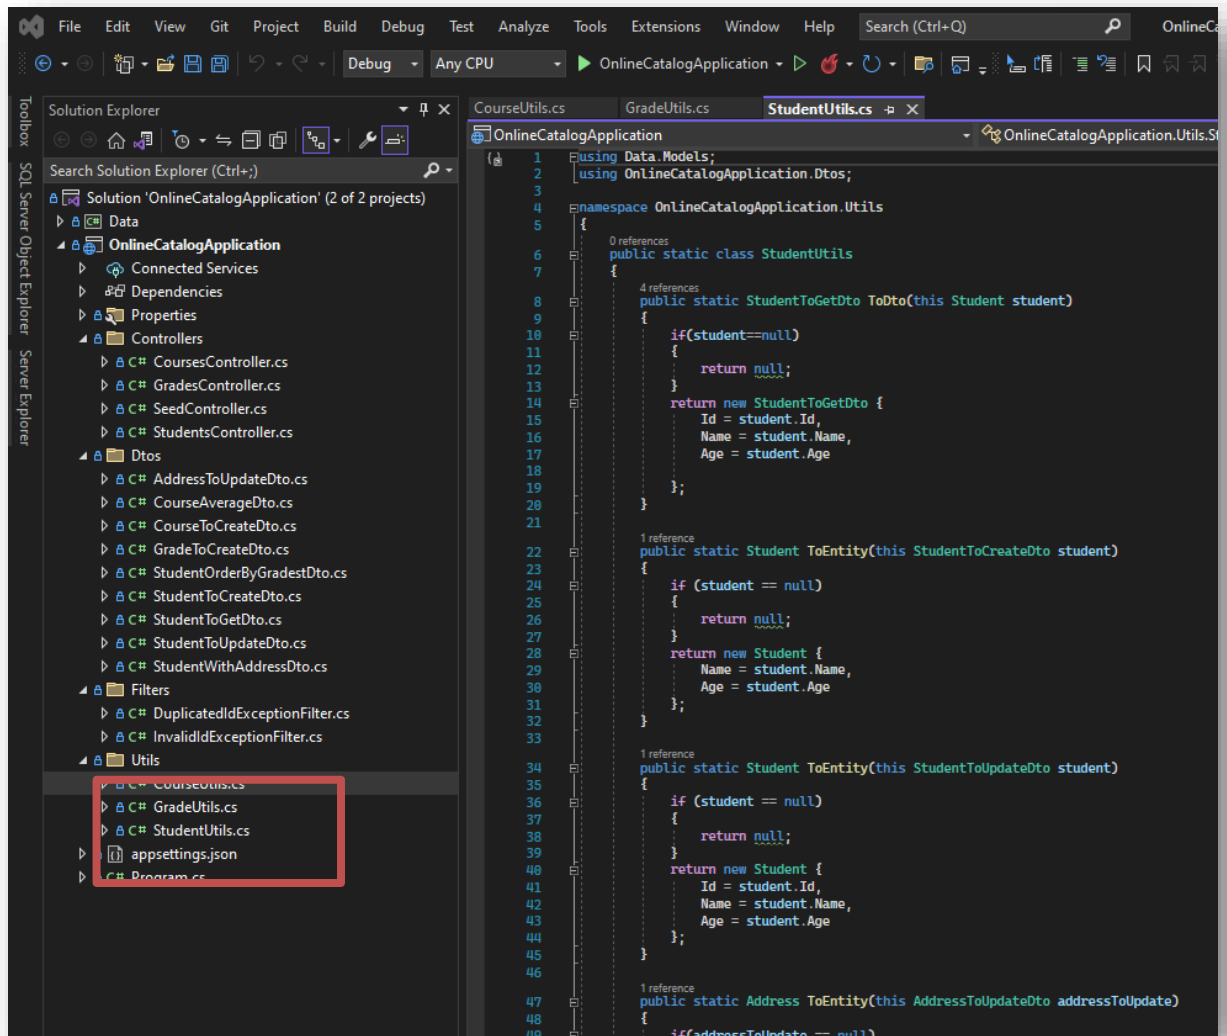 File Edit View Git Project Build Debug Test Analyze Tools Extensions Window Help Search (Ctrl+Q) OnlineCa
Debug Any CPU OnlineCatalogApplication
Toolbox
SQL Server Object Explorer
Server Explorer
Solution Explorer
Search Solution Explorer (Ctrl+;)
Solution 'OnlineCatalogApplication' (2 of 2 projects)
C# Data
OnlineCatalogApplication
Connected Services
Dependencies
Properties
Controllers
C# CoursesController.cs
C# GradesController.cs
C# SeedController.cs
C# StudentsController.cs
Dtos
C# AddressToUpdateDto.cs
C# CourseAverageDto.cs
C# CourseToCreateDto.cs
C# GradeToCreateDto.cs
C# StudentOrderByGradestDto.cs
C# StudentToCreateDto.cs
C# StudentToGetDto.cs
C# StudentToUpdateDto.cs
C# StudentWithAddressDto.cs
Filters
C# DuplicatedIdExceptionFilter.cs
C# InvalidIdExceptionFilter.cs
Utils
C# CourseUtils.cs
C# GradeUtils.cs
C# StudentUtils.cs
appsettings.json
C# Program.cs
CourseUtils.cs GradeUtils.cs StudentUtils.cs
OnlineCatalogApplication OnlineCatalogApplication.Utils.St
1 using Data.Models;
2 using OnlineCatalogApplication.Dtos;
3
4 namespace OnlineCatalogApplication.Utils
5 {
0 references
6 public static class StudentUtils
7 {
4 references
8 public static StudentToGetDto ToDto(this Student student)
9 {
10 if(student==null)
11 {
12 return null;
13 }
14 return new StudentToGetDto {
15 Id = student.Id,
16 Name = student.Name,
17 Age = student.Age
18
19 };
20 }
21
1 reference
22 public static Student ToEntity(this StudentToCreateDto student)
23 {
24 if (student == null)
25 {
26 return null;
27 }
28 return new Student {
29 Name = student.Name,
30 Age = student.Age
31 };
32 }
33
1 reference
34 public static Student ToEntity(this StudentToUpdateDto student)
35 {
36 if (student == null)
37 {
38 return null;
39 }
40 return new Student {
41 Id = student.Id,
42 Name = student.Name,
43 Age = student.Age
44 };
45 }
46
1 reference
47 public static Address ToEntity(this AddressToUpdateDto addressToUpdate)
48 {
49 if(addressToUpdate == null)